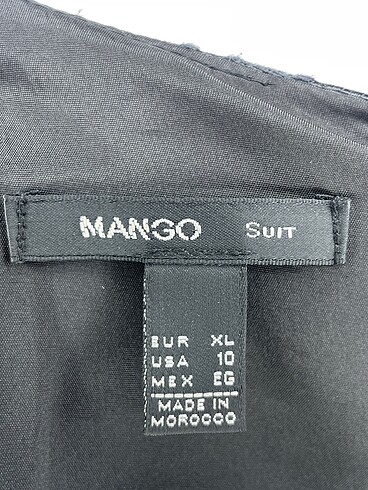 MANGO SUIT
EUR XL
USA 10
MEX EG
MADE IN
MOROCCO